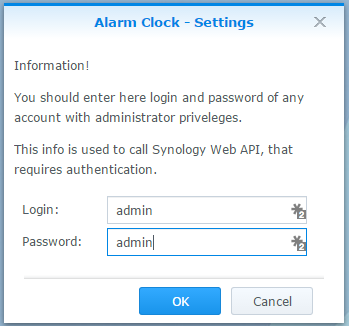 Alarm Clock - Settings
Information!
You should enter here login and password of any
account with administrator priveleges.
This info is used to call Synology Web API, that
requires authentication.
Login: admin
Password: admin
OK Cancel